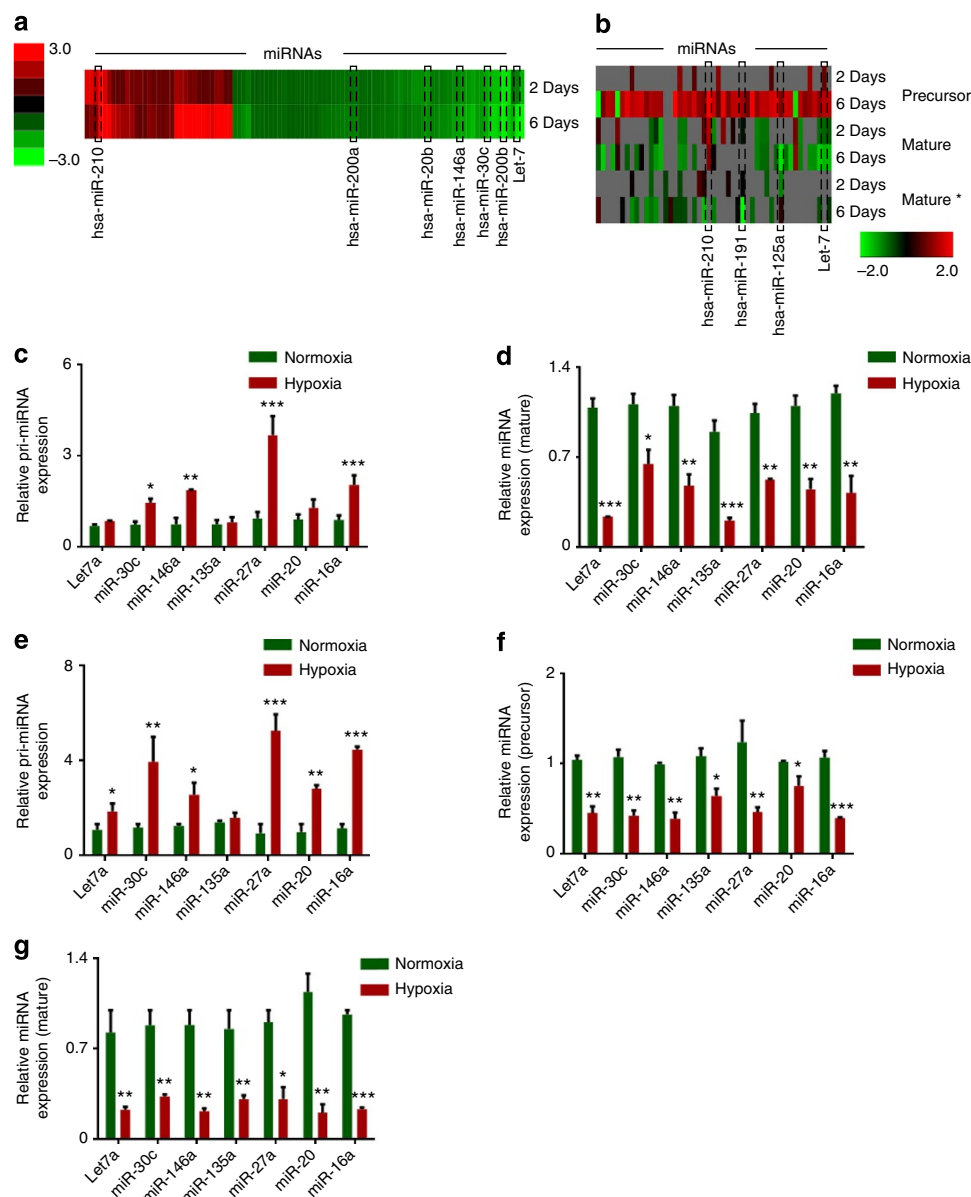 a
3.0
–3.0
miRNAs
2 Days
6 Days
hsa-miR-210
hsa-miR-200a
hsa-miR-20b
hsa-miR-146a
hsa-miR-30c
hsa-miR-200b
Let-7
b
miRNAs
2 Days
6 Days
Precursor
2 Days
6 Days
Mature
2 Days
6 Days
Mature *
hsa-miR-210
hsa-miR-191
hsa-miR-125a
Let-7
–2.0
2.0
c
Normoxia
Hypoxia
Relative pri-miRNA
expression
6
3
0
*
**
***
***
Let7a
miR-30c
miR-146a
miR-135a
miR-27a
miR-20
miR-16a
d
Normoxia
Hypoxia
Relative miRNA
expression (mature)
1.4
0.7
0
***
*
**
***
**
**
**
Let7a
miR-30c
miR-146a
miR-135a
miR-27a
miR-20
miR-16a
e
Normoxia
Hypoxia
Relative pri-miRNA
expression
8
4
0
*
**
*
***
**
***
Let7a
miR-30c
miR-146a
miR-135a
miR-27a
miR-20
miR-16a
f
Normoxia
Hypoxia
Relative miRNA
expression (precursor)
2
1
0
**
**
**
*
**
*
***
Let7a
miR-30c
miR-146a
miR-135a
miR-27a
miR-20
miR-16a
g
Normoxia
Hypoxia
Relative miRNA
expression (mature)
1.4
0.7
0
**
**
**
**
*
**
***
Let7a
miR-30c
miR-146a
miR-135a
miR-27a
miR-20
miR-16a